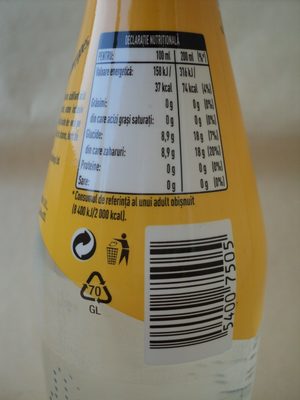 DECLARAȚIE NUTRIȚIONALĂ
PENTRU: 100 ml 200 ml (%*)
Valoare energetică: 158 kJ/ 316 kJ/
37 kcal 74 kcal (4%)
Grăsimi: 0 g 0 g (0%)
din care acizi grași saturați: 0 g 0 g (0%)
Glucide: 8,9 g 18 g (7%)
din care zaharuri: 8,9 g 18 g (20%)
Proteine: 0 g 0 g (0%)
Sare: 0 g 0 g (0%)
*Consumul de referință al unui adult obișnuit
(8 400 kJ/2 000 kcal).
70
GL
5400 7505